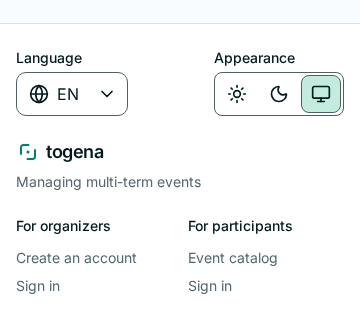 Language
Appearance
EN
togena
Managing multi-term events
For organizers
For participants
Create an account
Event catalog
Sign in
Sign in